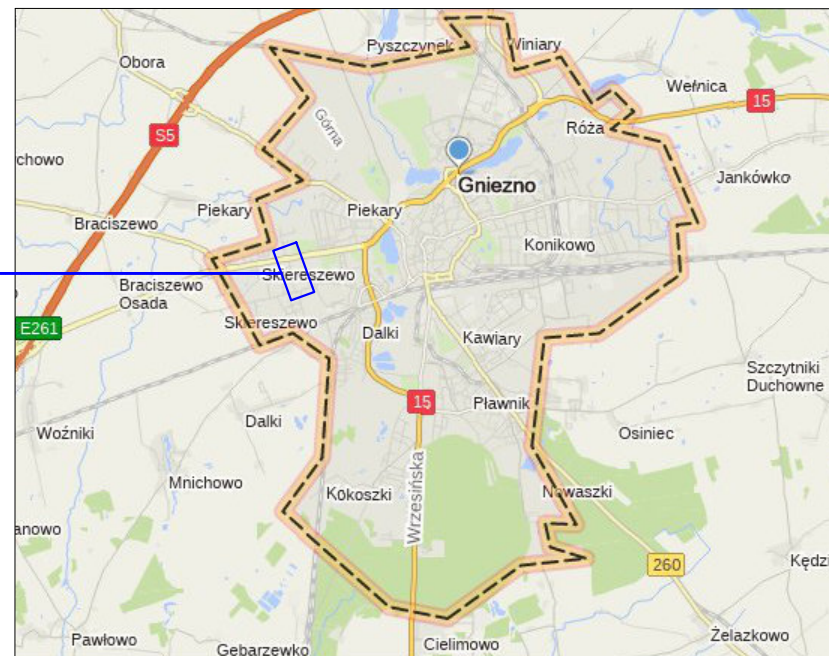 Pyszczynek
Winiary
Obora
Wełnica
15
Górna
S5
Róża
chowo
Gniezno
Jankówko
Piekary
Piekary
Braciszewo
Konikowo
Skiereszewo
Braciszewo
Osada
Skiereszewo
E261
Dalki
Kawiary
Szczytniki
Duchowne
15
Pławnik
Dalki
Osiniec
Woźniki
Wrzesińska
Mnichowo
Kokoszki
Nowaszki
anowo
260
Kędzi
Pawłowo
Gębarzewko
Cielimowo
Żelazkowo